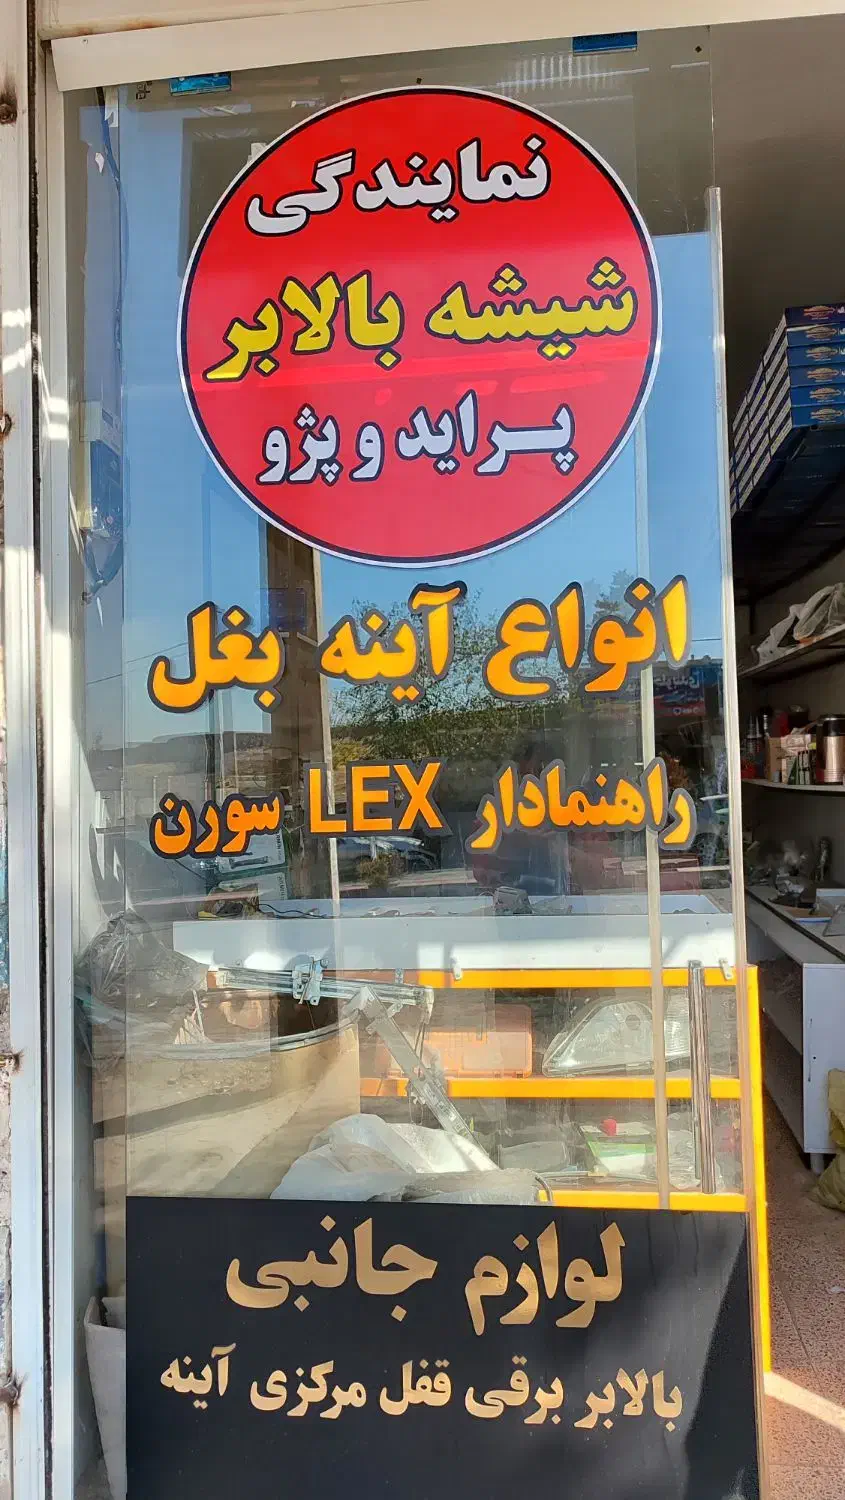 نمایندگی
شیشه بالابر
پراید و پژو
انواع آینه بغل
راهنمادار LEX سورن
لوازم جانبی
بالابر برقی قفل مرکزی آینه